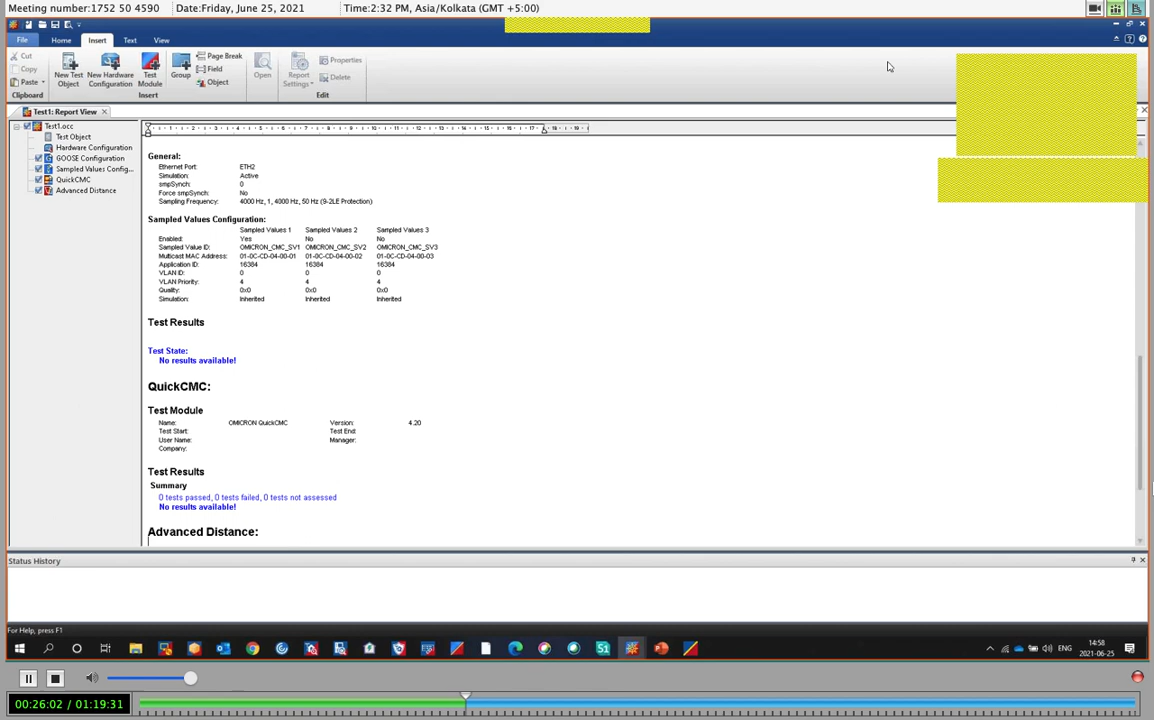 Meeting number:1752 50 4590 Date:Friday, June 25, 2021 Time:2:32 PM, Asia/Kolkata (GMT +5:00)
File Home Insert Text View
Cut
Copy
Paste
Clipboard
New Test Object
New Hardware Configuration
Test Module
Insert
Group
Page Break
Field
Object
Open
Report Settings
Properties
Delete
Edit
Test1: Report View
Test1.occ
Test Object
Hardware Configuration
GOOSE Configuration
Sampled Values Config...
QuickCMC
Advanced Distance
General:
Ethernet Port: ETH2
Simulation: Active
smpSynch: 0
Force smpSynch: No
Sampling Frequency: 4000 Hz, 1, 4000 Hz, 50 Hz (9-2LE Protection)
Sampled Values Configuration:
Sampled Values 1 Sampled Values 2 Sampled Values 3
Enabled: Yes No No
Sampled Value ID: OMICRON_CMC_SV1 OMICRON_CMC_SV2 OMICRON_CMC_SV3
Multicast MAC Address: 01-0C-CD-04-00-01 01-0C-CD-04-00-02 01-0C-CD-04-00-03
Application ID: 16384 16384 16384
VLAN ID: 0 0 0
VLAN Priority: 4 4 4
Quality: 0x0 0x0 0x0
Simulation: Inherited Inherited Inherited
Test Results
Test State:
No results available!
QuickCMC:
Test Module
Name: OMICRON QuickCMC Version: 4.20
Test Start: Test End:
User Name: Manager:
Company:
Test Results
Summary
0 tests passed, 0 tests failed, 0 tests not assessed
No results available!
Advanced Distance:
Status History
For Help, press F1
ENG
14:58
2021-06-25
00:26:02 / 01:19:31